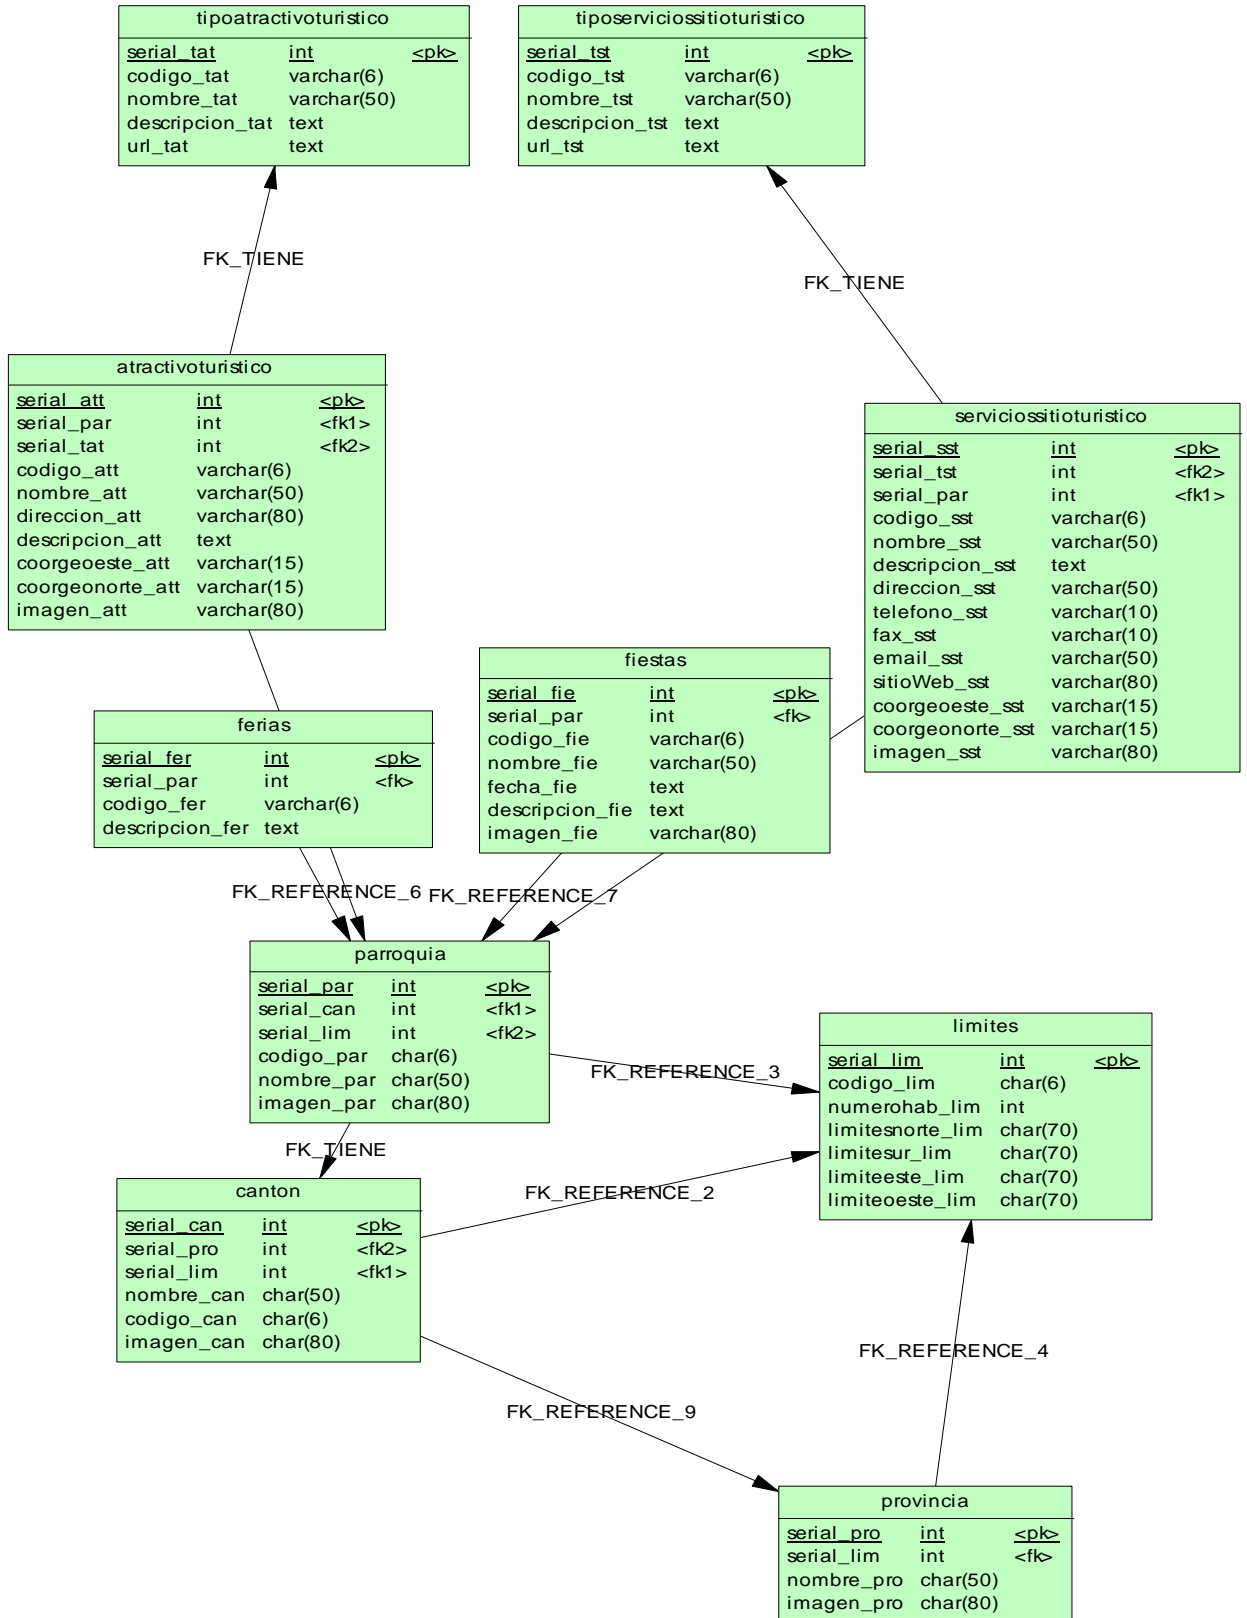 tipoatractivoturistico
serial_tat int <pk>
codigo_tat varchar(6)
nombre_tat varchar(50)
descripcion_tat text
url_tat text
tiposerviciossitioturistico
serial_tst int <pk>
codigo_tst varchar(6)
nombre_tst varchar(50)
descripcion_tst text
url_tst text
FK_TIENE
FK_TIENE
atractivoturistico
serial_att int <pk>
serial_par int <fk1>
serial_tat int <fk2>
codigo_att varchar(6)
nombre_att varchar(50)
direccion_att varchar(80)
descripcion_att text
coorgeoeste_att varchar(15)
coorgeonorte_att varchar(15)
imagen_att varchar(80)
serviciossitioturistico
serial_sst int <pk>
serial_tst int <fk2>
serial_par int <fk1>
codigo_sst varchar(6)
nombre_sst varchar(50)
descripcion_sst text
direccion_sst varchar(50)
telefono_sst varchar(10)
fax_sst varchar(10)
email_sst varchar(50)
sitioWeb_sst varchar(80)
coorgeoeste_sst varchar(15)
coorgeonorte_sst varchar(15)
imagen_sst varchar(80)
fiestas
serial_fie int <pk>
serial_par int <fk>
codigo_fie varchar(6)
nombre_fie varchar(50)
fecha_fie text
descripcion_fie text
imagen_fie varchar(80)
ferias
serial_fer int <pk>
serial_par int <fk>
codigo_fer varchar(6)
descripcion_fer text
FK_REFERENCE_6
FK_REFERENCE_7
parroquia
serial_par int <pk>
serial_can int <fk1>
serial_lim int <fk2>
codigo_par char(6)
nombre_par char(50)
imagen_par char(80)
FK_REFERENCE_3
limites
serial_lim int <pk>
codigo_lim char(6)
numerohab_lim int
limitesnorte_lim char(70)
limitesur_lim char(70)
limiteeste_lim char(70)
limiteoeste_lim char(70)
FK_TIENE
canton
serial_can int <pk>
serial_pro int <fk2>
serial_lim int <fk1>
nombre_can char(50)
codigo_can char(6)
imagen_can char(80)
FK_REFERENCE_2
FK_REFERENCE_4
FK_REFERENCE_9
provincia
serial_pro int <pk>
serial_lim int <fk>
nombre_pro char(50)
imagen_pro char(80)